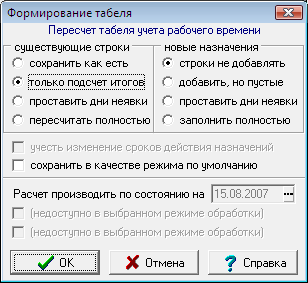 Формирование табеля
Пересчет табеля учета рабочего времени
существующие строки
сохранить как есть
только подсчет итогов
проставить дни неявки
пересчитать полностью
новые назначения
строки не добавлять
добавить, но пустые
проставить дни неявки
заполнить полностью
учесть изменение сроков действия назначений
сохранить в качестве режима по умолчанию
Расчет производить по состоянию на 15.08.2007 ...
(недоступно в выбранном режиме обработки)
(недоступно в выбранном режиме обработки)
OK Отмена ? Справка